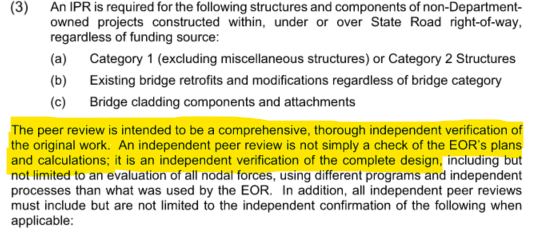 (3) An IPR is required for the following structures and components of non-Department-
owned projects constructed within, under or over State Road right-of-way,
regardless of funding source:
(a) Category 1 (excluding miscellaneous structures) or Category 2 Structures
(b) Existing bridge retrofits and modifications regardless of bridge category
(c) Bridge cladding components and attachments
The peer review is intended to be a comprehensive, thorough independent verification of
the original work. An independent peer review is not simply a check of the EOR's plans
and calculations; it is an independent verification of the complete design, including but
not limited to an evaluation of all nodal forces, using different programs and independent
processes than what was used by the EOR. In addition, all independent peer reviews
must include but are not limited to the independent confirmation of the following when
applicable: